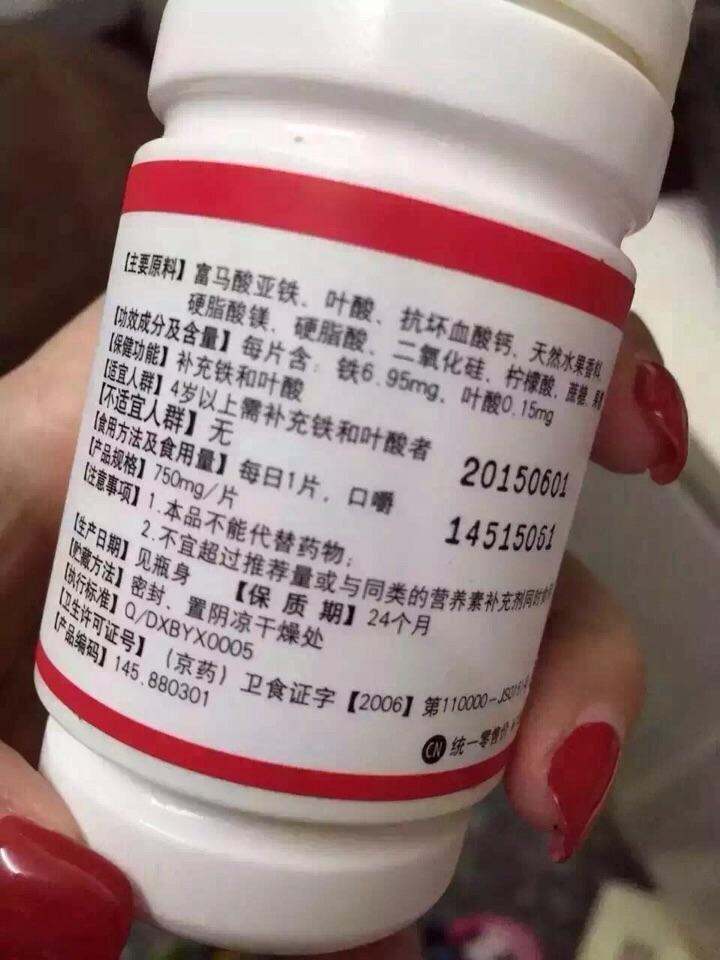 【主要原料】富马酸亚铁、叶酸、抗坏血酸钙、天然水果香料
硬脂酸镁、硬脂酸、二氧化硅、柠檬酸、蔗糖、
【功效成分及含量】每片含：铁6.95mg、叶酸0.15mg
【保健功能】补充铁和叶酸
【适宜人群】4岁以上需补充铁和叶酸者
【不适宜人群】无
【食用方法及食用量】每日1片，口嚼
【产品规格】750mg/片
【注意事项】1.本品不能代替药物；
2.不宜超过推荐量或与同类的营养素补充剂同时食用
20150601
14515061
【生产日期】见瓶身 【保 质 期】24个月
【贮藏方法】密封、置阴凉干燥处
【执行标准】Q/DXBYX0005
【卫生许可证号】（京药）卫食证字【2006】第110000-
【产品编码】145.880301
CN 统一零售价